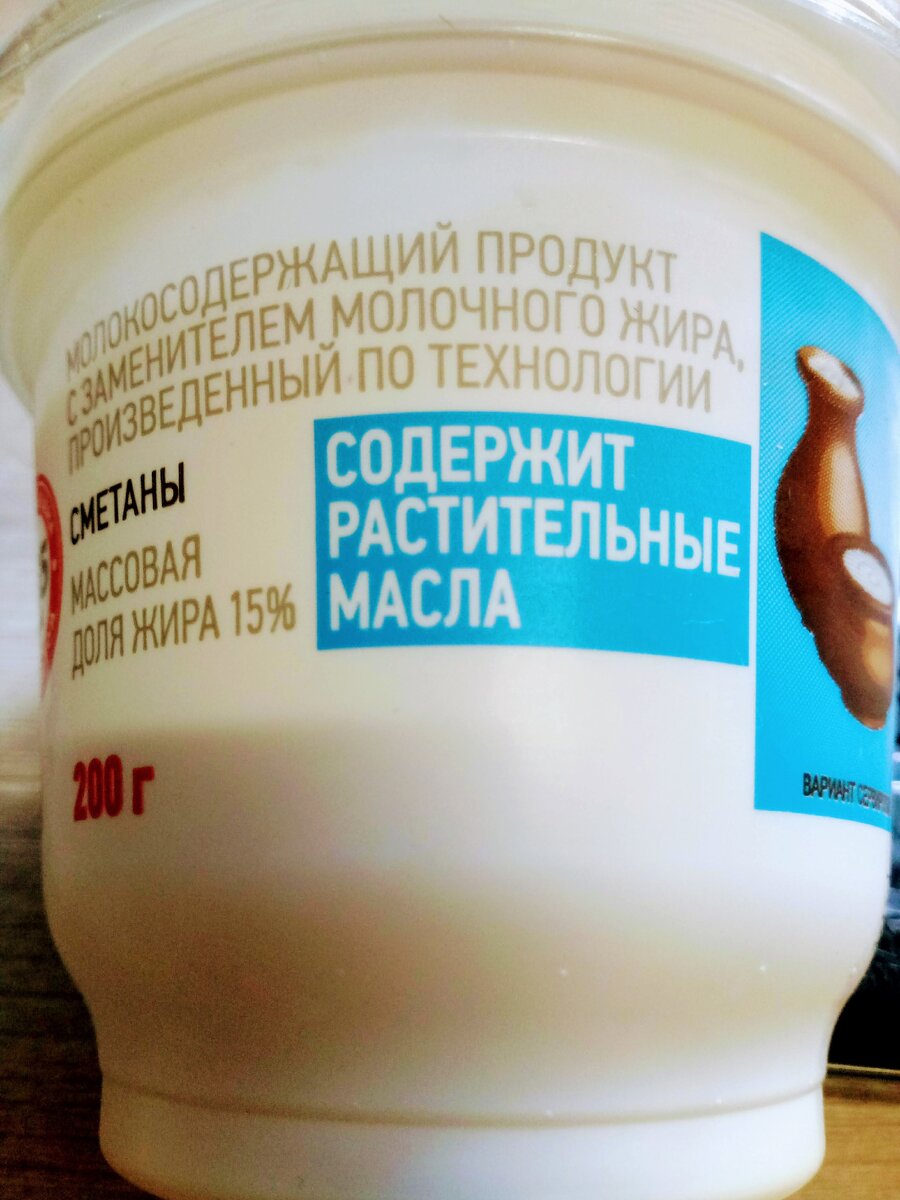 МОЛОКОСОДЕРЖАЩИЙ ПРОДУКТ
С ЗАМЕНИТЕЛЕМ МОЛОЧНОГО ЖИРА,
ПРОИЗВЕДЕННЫЙ ПО ТЕХНОЛОГИИ
СМЕТАНЫ
МАССОВАЯ
ДОЛЯ ЖИРА 15%
СОДЕРЖИТ
РАСТИТЕЛЬНЫЕ
МАСЛА
200 г
ВАРИАНТ